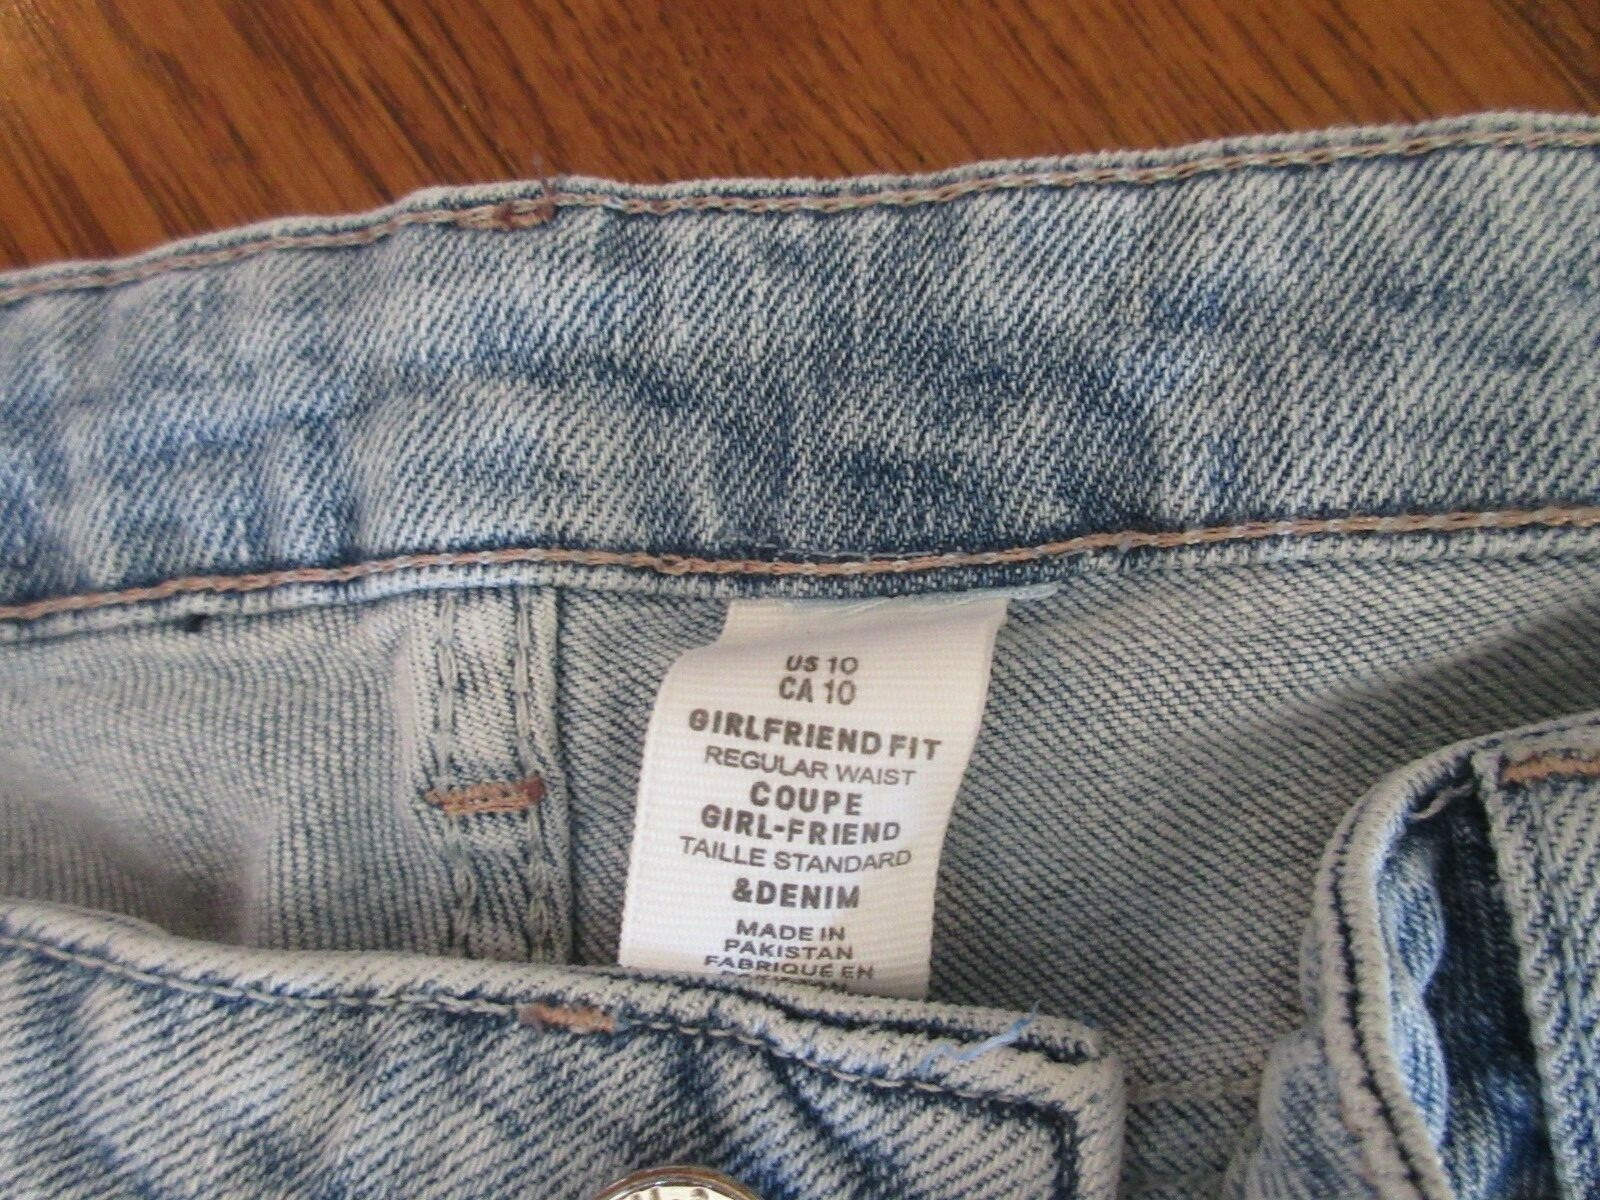 US 10
CA 10
GIRLFRIEND FIT
REGULAR WAIST
COUPE
GIRL-FRIEND
TAILLE STANDARD
&DENIM
MADE IN
PAKISTAN
FABRIQUÉ EN